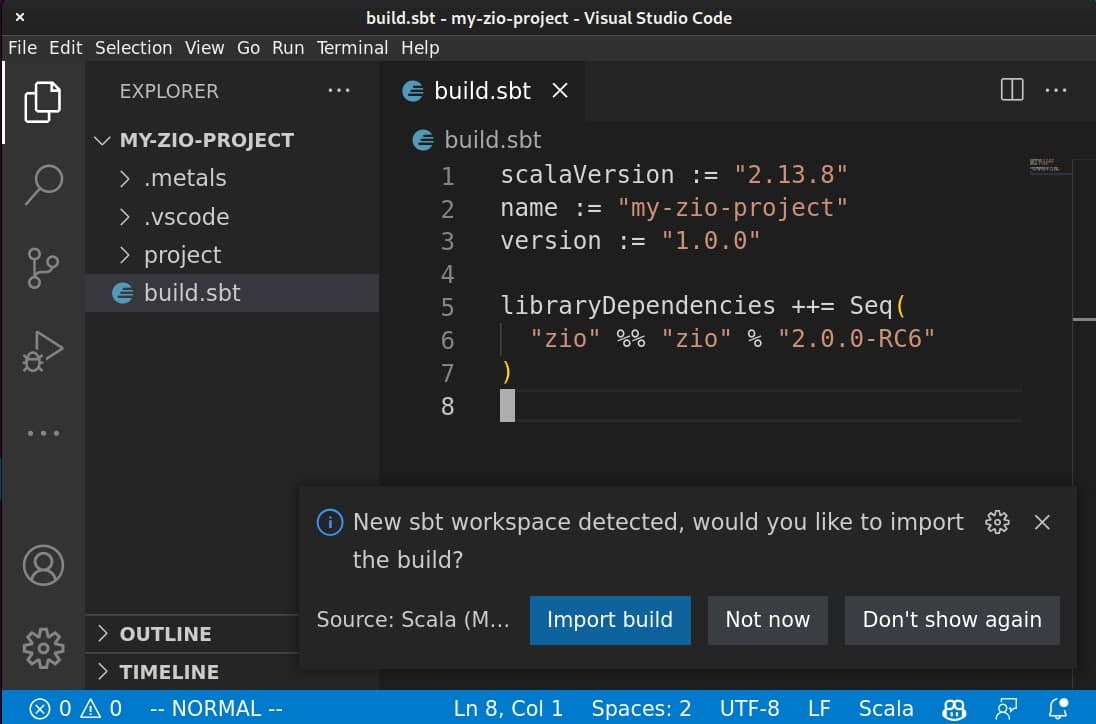 build.sbt - my-zio-project - Visual Studio Code
File Edit Selection View Go Run Terminal Help
EXPLORER
MY-ZIO-PROJECT
.metals
.vscode
project
build.sbt
OUTLINE
TIMELINE
build.sbt
build.sbt
1 scalaVersion := "2.13.8"
2 name := "my-zio-project"
3 version := "1.0.0"
4
5 libraryDependencies ++= Seq(
6 "zio" %% "zio" % "2.0.0-RC6"
7 )
8
New sbt workspace detected, would you like to import
the build?
Source: Scala (M... Import build Not now Don't show again
0 0 -- NORMAL -- Ln 8, Col 1 Spaces: 2 UTF-8 LF Scala